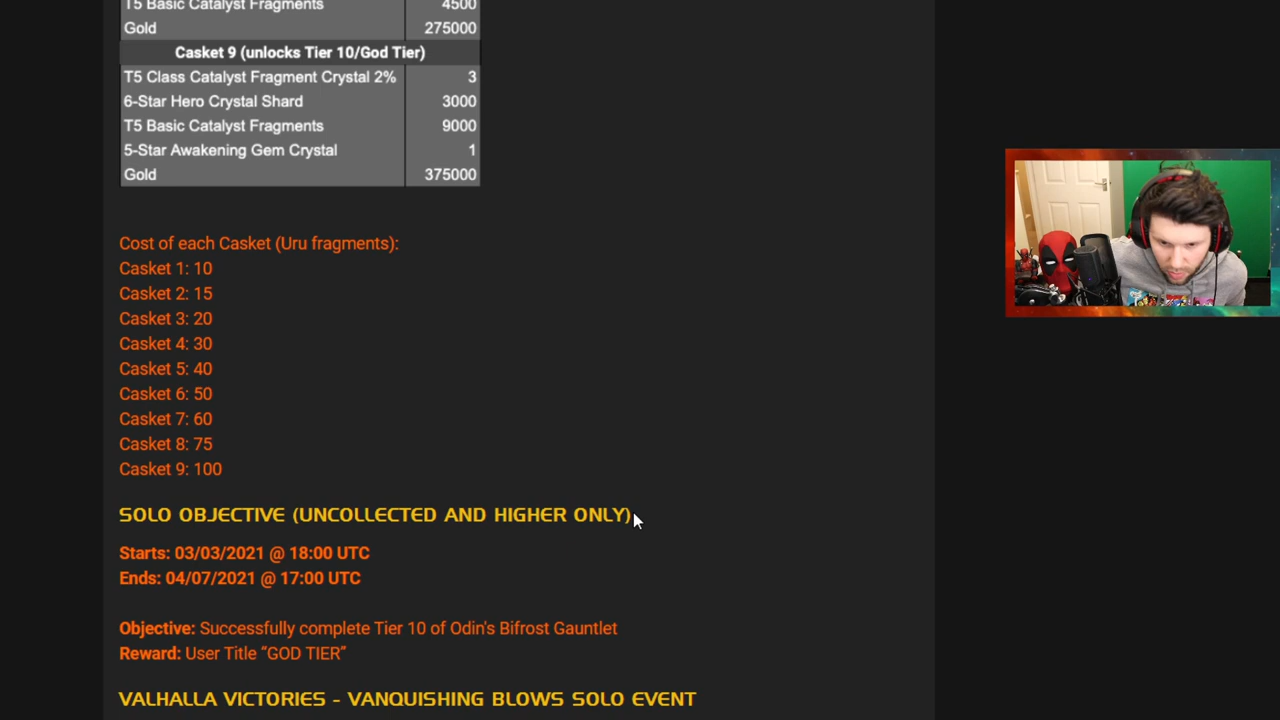 T5 Basic Catalyst Fragments 4500
Gold 275000
Casket 9 (unlocks Tier 10/God Tier)
T5 Class Catalyst Fragment Crystal 2% 3
6-Star Hero Crystal Shard 3000
T5 Basic Catalyst Fragments 9000
5-Star Awakening Gem Crystal 1
Gold 375000
Cost of each Casket (Uru fragments):
Casket 1: 10
Casket 2: 15
Casket 3: 20
Casket 4: 30
Casket 5: 40
Casket 6: 50
Casket 7: 60
Casket 8: 75
Casket 9: 100
SOLO OBJECTIVE (UNCOLLECTED AND HIGHER ONLY)
Starts: 03/03/2021 @ 18:00 UTC
Ends: 04/07/2021 @ 17:00 UTC
Objective: Successfully complete Tier 10 of Odin's Bifrost Gauntlet
Reward: User Title “GOD TIER”
VALHALLA VICTORIES - VANQUISHING BLOWS SOLO EVENT